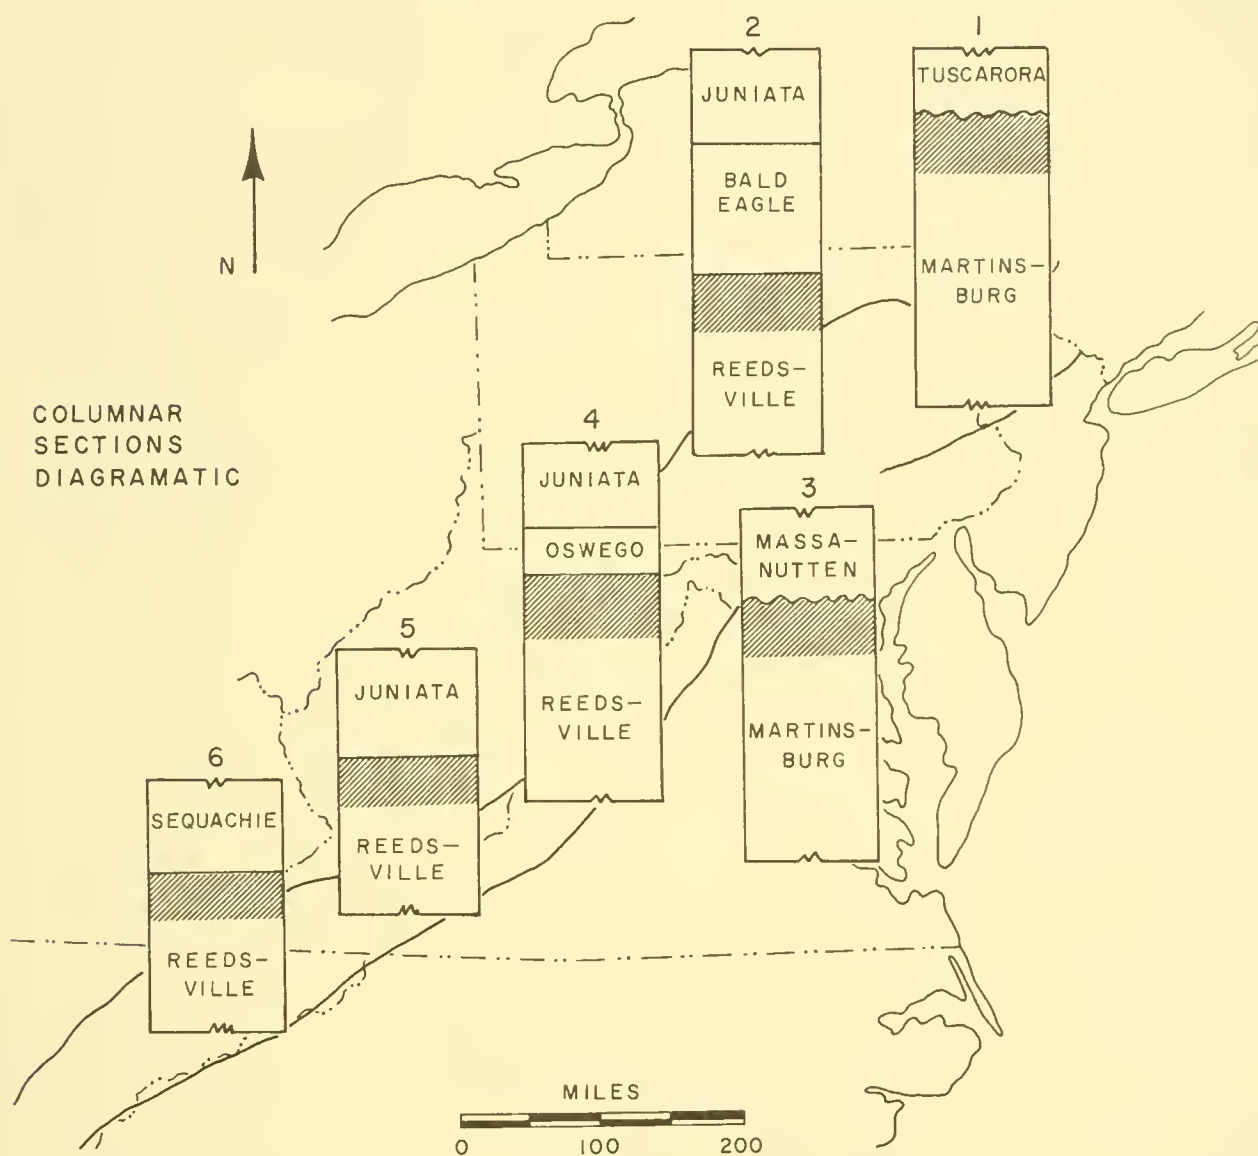 2
1
JUNIATA
TUSCARORA
BALD
EAGLE
MARTINS–
BURG
REEDS–
VILLE
N
COLUMNAR
SECTIONS
DIAGRAMATIC
4
JUNIATA
OSWEGO
REEDS–
VILLE
3
MASSA–
NUTTEN
MARTINS–
BURG
5
JUNIATA
REEDS–
VILLE
6
SEQUACHIE
REEDS–
VILLE
MILES
0 100 200